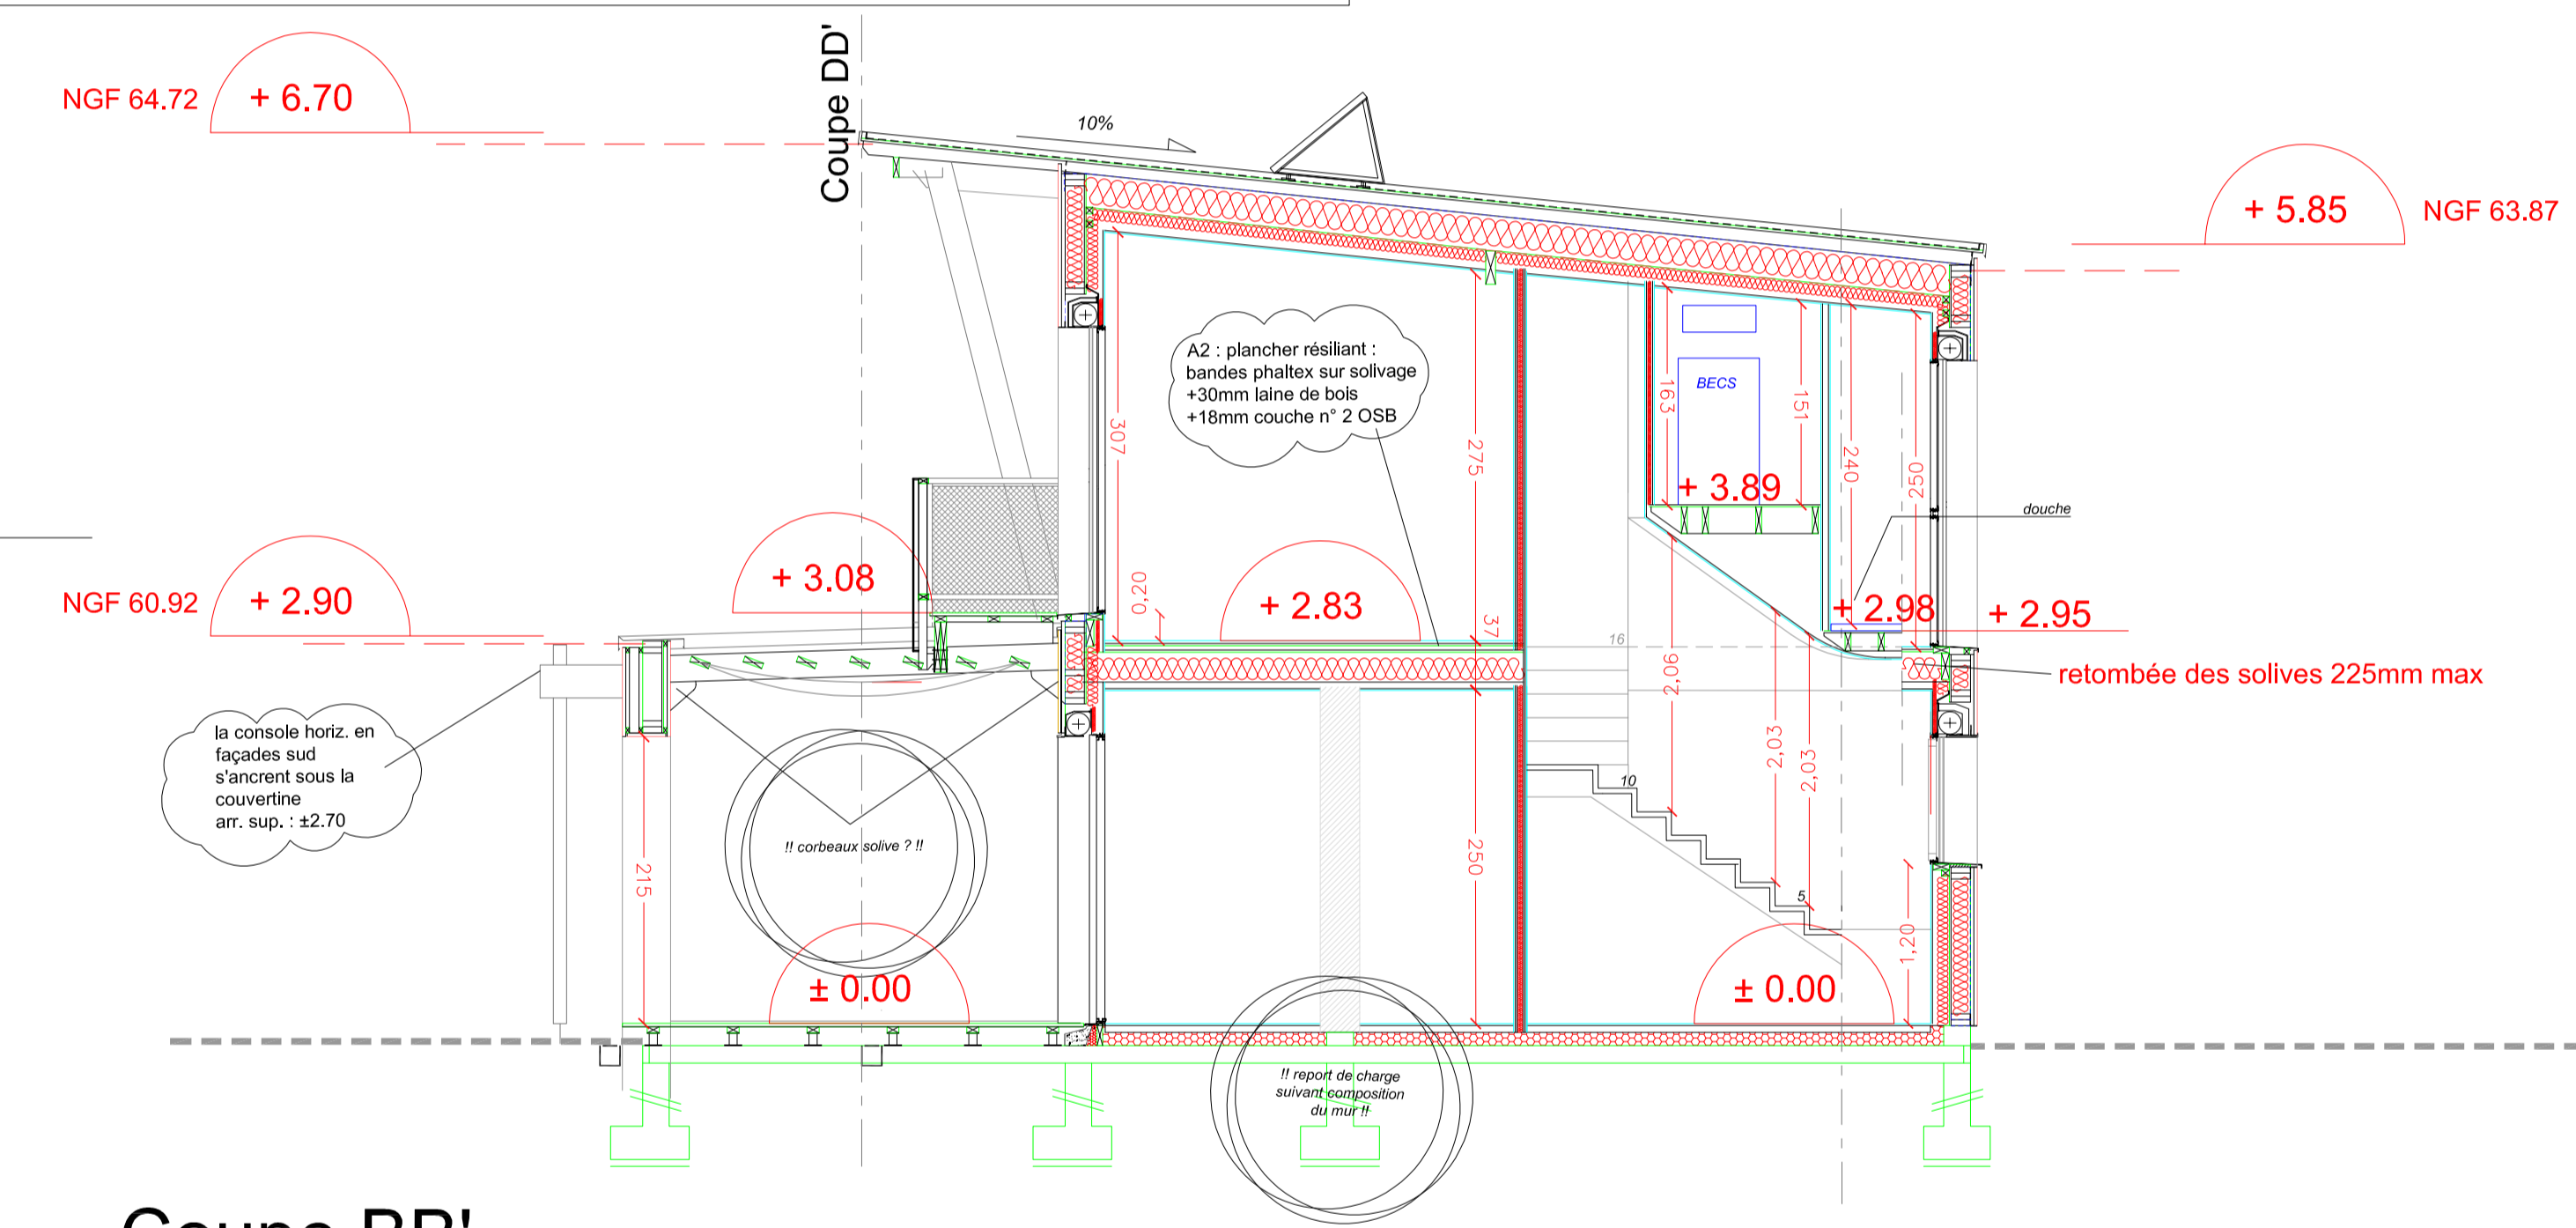 Coupe DD'
NGF 64.72
+ 6.70
10%
+ 5.85
NGF 63.87
A2 : plancher résiliant :
bandes phaltex sur solivage
+30mm laine de bois
+18mm couche n° 2 OSB
307
275
163
BECS
151
240
250
+ 3.89
douche
NGF 60.92
+ 2.90
+ 3.08
0,20
+ 2.83
37
+ 2.98
+ 2.95
16
2,06
retombée des solives 225mm max
la console horiz. en
façades sud
s'ancrent sous la
couvertine
arr. sup. : ±2.70
!! corbeaux solive ? !!
215
250
10
2,03
2,03
5
1,20
± 0.00
± 0.00
!! report de charge
suivant composition
du mur !!
Coupe BB'